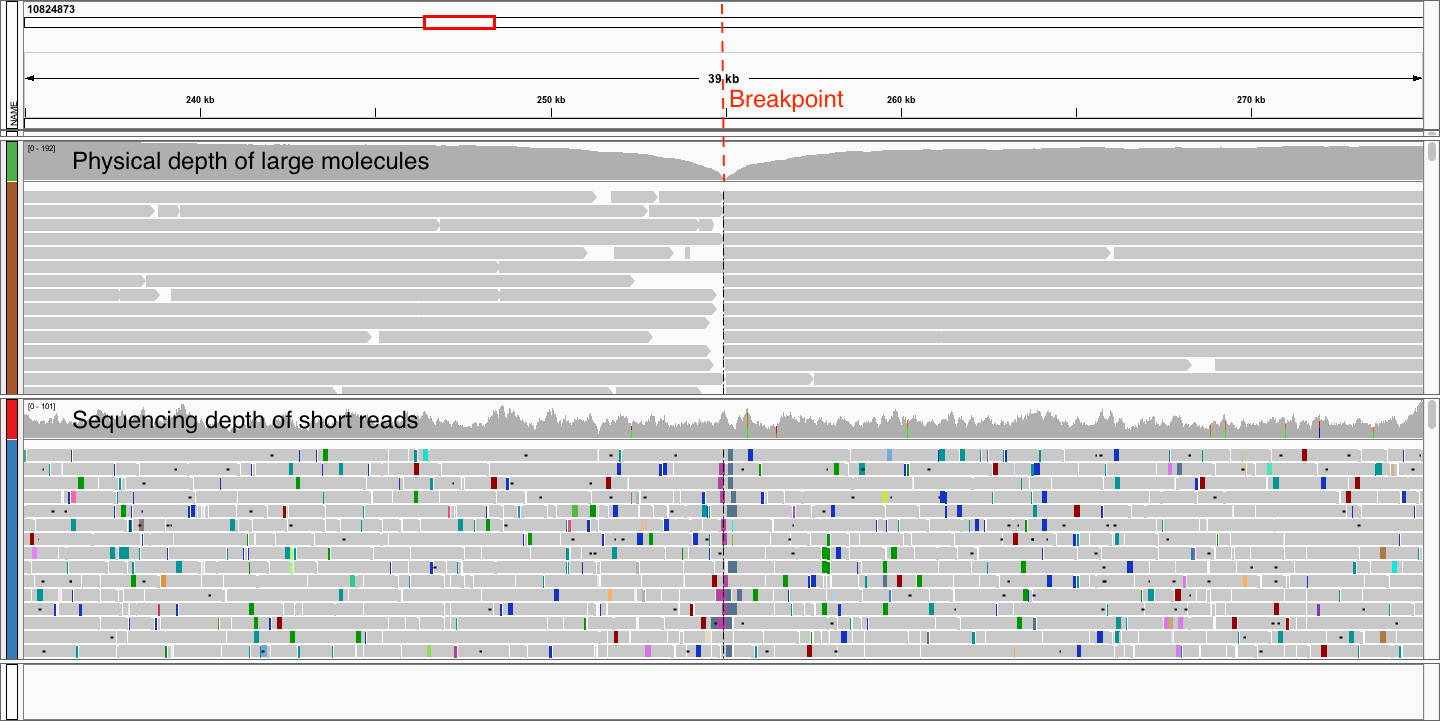 10824873
39 kb
240 kb
250 kb
260 kb
270 kb
Breakpoint
NAME
[0 - 192]
Physical depth of large molecules
[0 - 101]
Sequencing depth of short reads